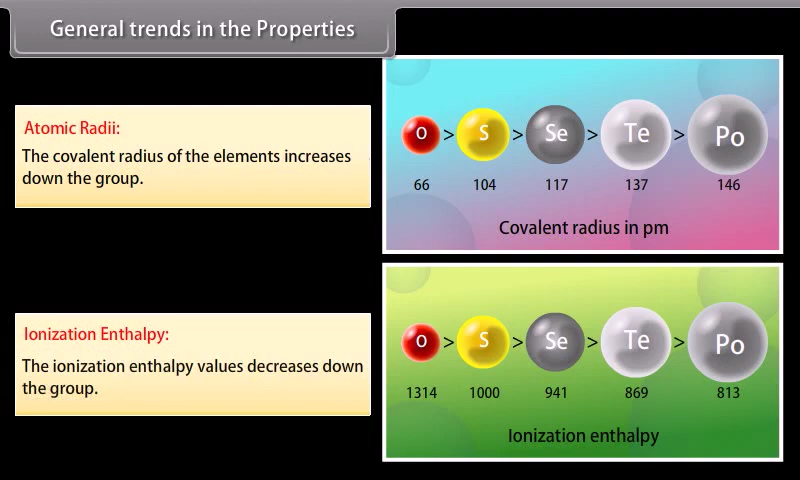 General trends in the Properties
Atomic Radii:
The covalent radius of the elements increases
down the group.
O > S > Se > Te > Po
66 104 117 137 146
Covalent radius in pm
Ionization Enthalpy:
The ionization enthalpy values decreases down
the group.
O > S > Se > Te > Po
1314 1000 941 869 813
Ionization enthalpy